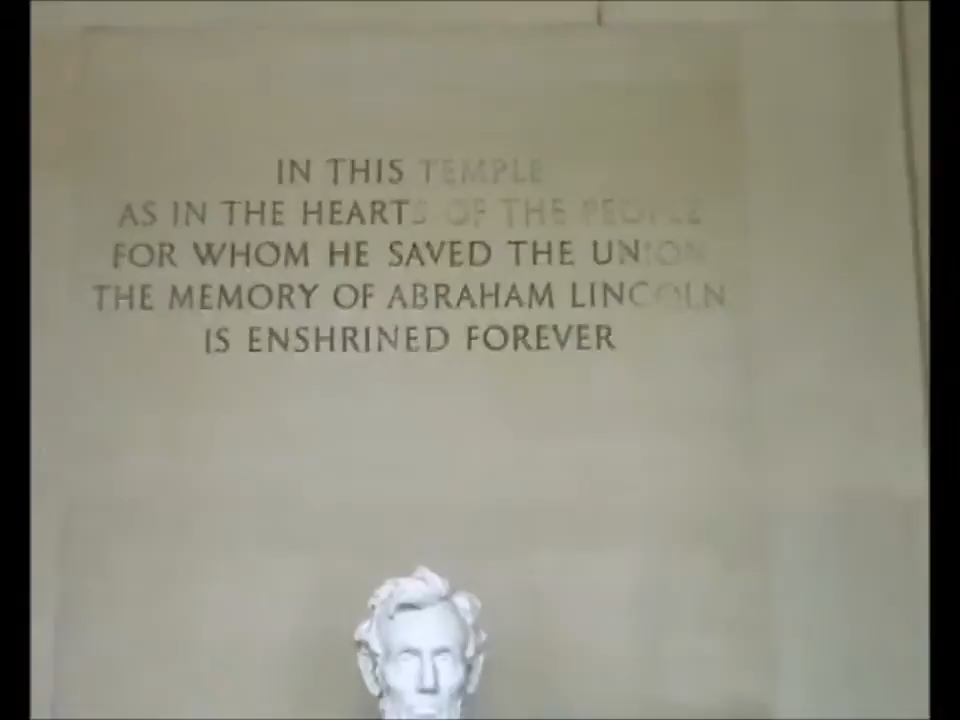 IN THIS TEMPLE
AS IN THE HEARTS OF THE PEOPLE
FOR WHOM HE SAVED THE UNION
THE MEMORY OF ABRAHAM LINCOLN
IS ENSHRINED FOREVER